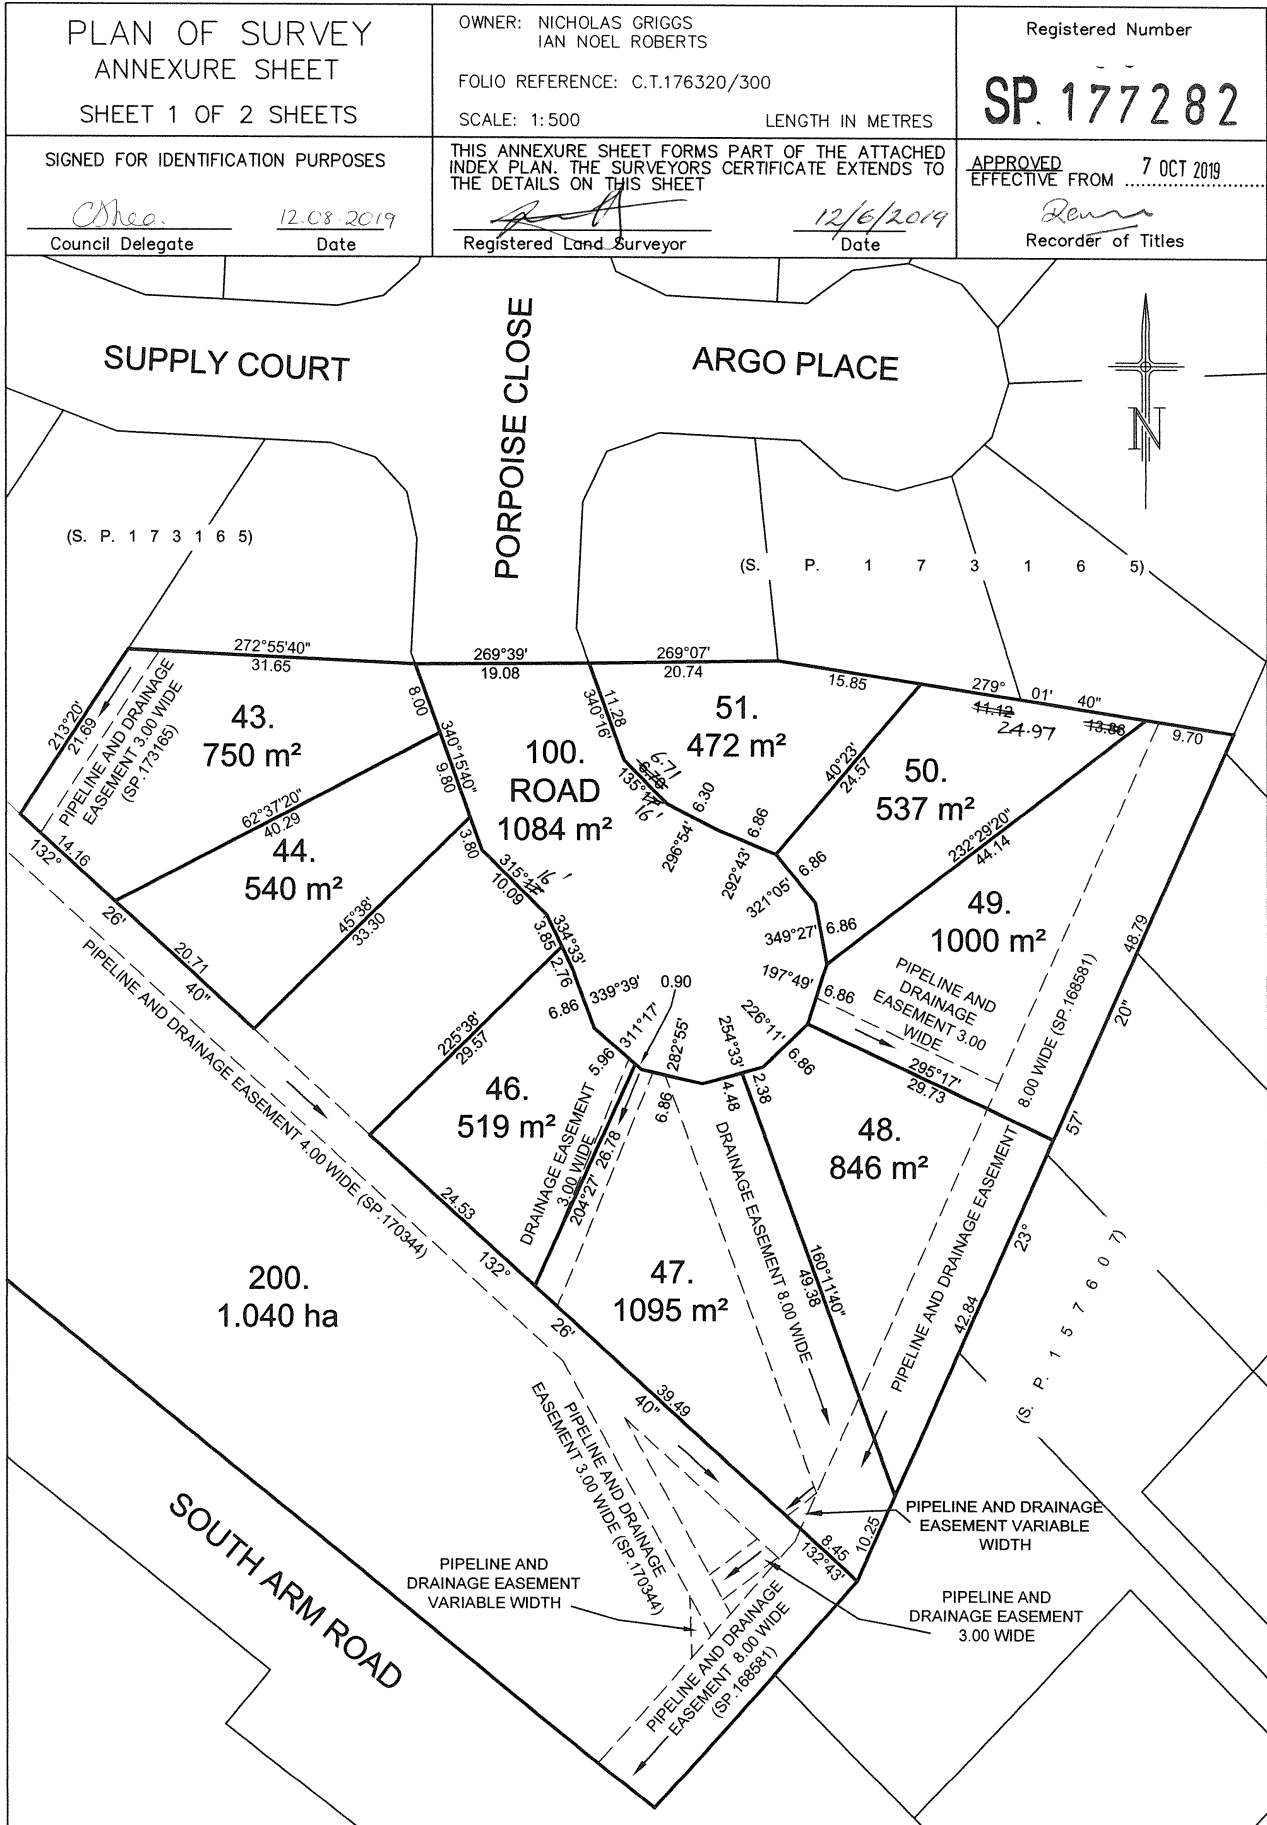 PLAN OF SURVEY
ANNEXURE SHEET
SHEET 1 OF 2 SHEETS
OWNER: NICHOLAS GRIGGS
IAN NOEL ROBERTS
FOLIO REFERENCE: C.T.176320/300
SCALE: 1:500 LENGTH IN METRES
Registered Number
SP. 177282
SIGNED FOR IDENTIFICATION PURPOSES
12.08.2019
Council Delegate Date
THIS ANNEXURE SHEET FORMS PART OF THE ATTACHED
INDEX PLAN. THE SURVEYORS CERTIFICATE EXTENDS TO
THE DETAILS ON THIS SHEET
12/6/2019
Registered Land Surveyor Date
APPROVED
EFFECTIVE FROM 7 OCT 2019
Recorder of Titles
SUPPLY COURT
PORPOISE CLOSE
ARGO PLACE
N
(S. P. 1 7 3 1 6 5)
(S. P. 1 7 3 1 6 5)
272°55'40"
31.65
269°39'
19.08
269°07'
20.74
15.85
279° 01' 40"
11.12
24.97
13.86
9.70
213°20'
21.69
PIPELINE AND DRAINAGE
EASEMENT 3.00 WIDE
(SP.173165)
43.
750 m²
8.00
340°15'40"
9.80
340°16'
11.28
51.
472 m²
100.
ROAD
1084 m²
6.71
6.70
135°17'
16'
6.30
296°54'
6.86
292°43'
40°23'
24.57
50.
537 m²
232°29'20"
44.14
62°37'20"
40.29
44.
540 m²
14.16
132°
26'
20.71
40"
3.80
315°17'
16'
10.09
45°38'
33.30
334°33'
3.85
2.76
6.86
321°05'
349°27' 6.86
49.
1000 m²
197°49' 6.86
PIPELINE AND
DRAINAGE
EASEMENT 3.00
WIDE
8.00 WIDE (SP.168581)
48.79
20"
PIPELINE AND DRAINAGE EASEMENT 4.00 WIDE (SP.170344)
6.86 339°39'
0.90
311°17'
5.96
282°55'
6.86
254°33'
226°11'
6.86
2.38
4.48
295°17'
29.73
225°38'
29.57
46.
519 m²
DRAINAGE EASEMENT
3.00 WIDE
204°27' 26.78
DRAINAGE EASEMENT 8.00 WIDE
48.
846 m²
57'
PIPELINE AND DRAINAGE EASEMENT
23°
42.84
(S. P. 1 5 7 6 0 7)
24.53
132°
26'
200.
1.040 ha
47.
1095 m²
160°11'40"
49.38
39.49
40"
PIPELINE AND DRAINAGE
EASEMENT 3.00 WIDE (SP.170344)
SOUTH ARM ROAD
PIPELINE AND DRAINAGE
EASEMENT VARIABLE
WIDTH
8.45
132°43'
10.25
PIPELINE AND
DRAINAGE EASEMENT
VARIABLE WIDTH
PIPELINE AND
DRAINAGE EASEMENT
3.00 WIDE
PIPELINE AND DRAINAGE
EASEMENT 8.00 WIDE
(SP.168581)